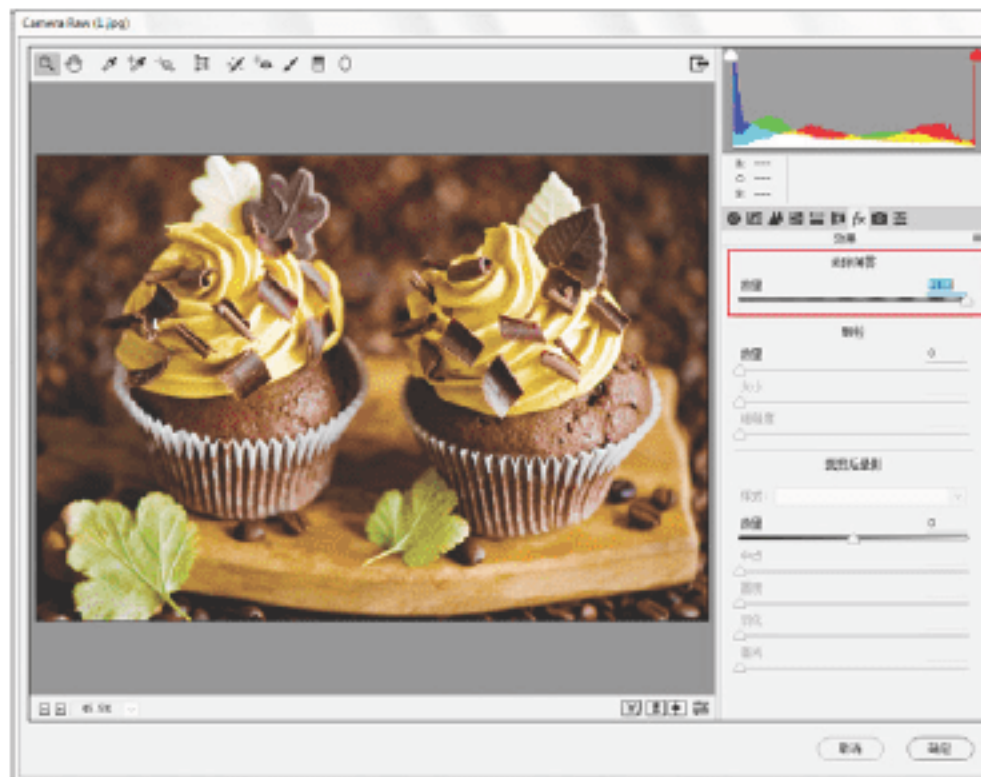 Camera Raw (1.jpg)
R: ---
G: ---
B: ---
fx
效果
去除薄雾
数量
颗粒
数量 0
大小
粗糙度
裁剪后晕影
样式:
数量 0
中点
圆度
羽化
高光
Y
取消 确定